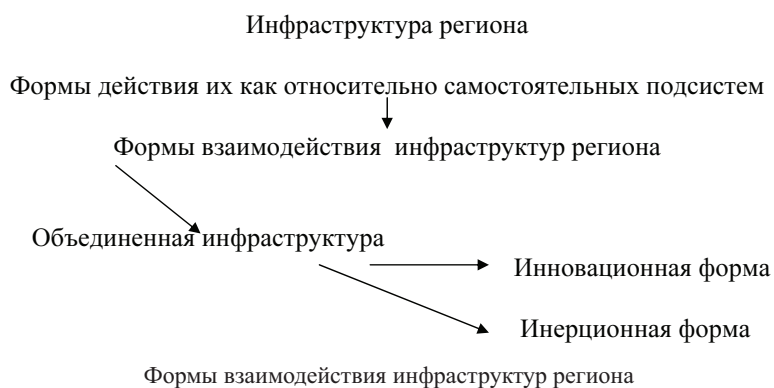 Инфраструктура региона
Формы действия их как относительно самостоятельных подсистем
Формы взаимодействия инфраструктур региона
Объединенная инфраструктура
Инновационная форма
Инерционная форма
Формы взаимодействия инфраструктур региона